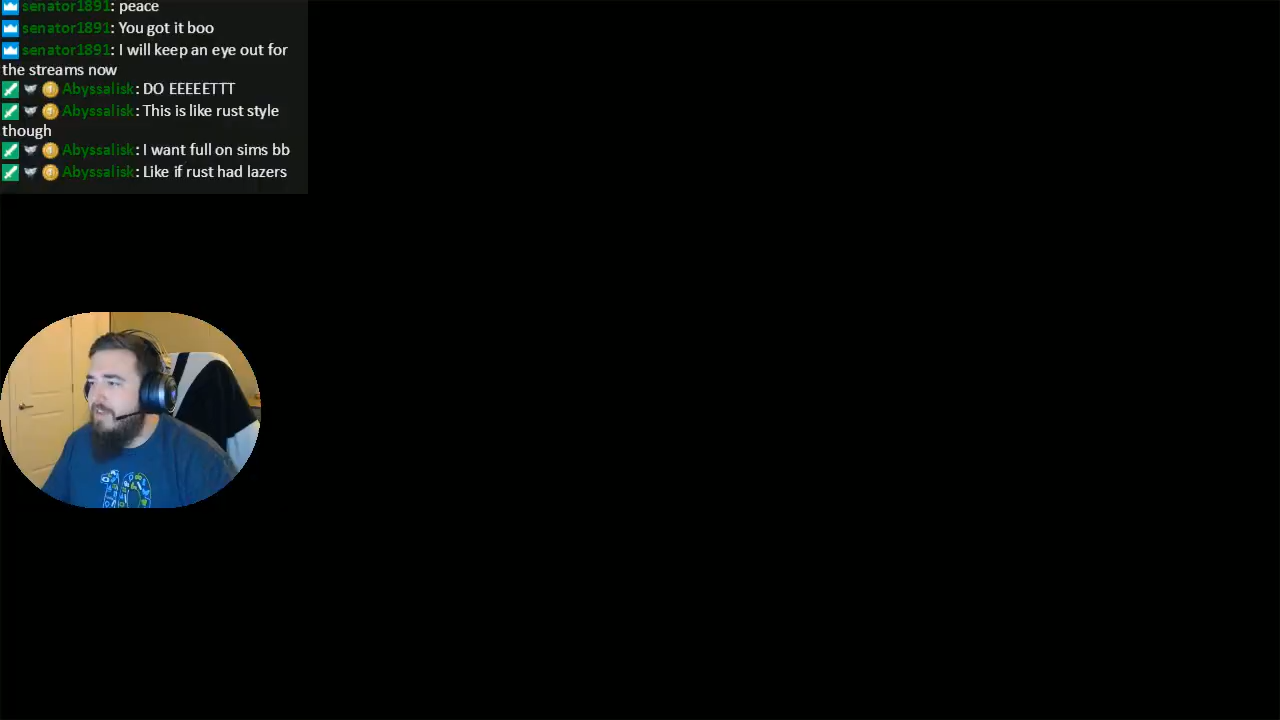 senator1891: peace
senator1891: You got it boo
senator1891: I will keep an eye out for
the streams now
Abyssalisk: DO EEEEETTT
Abyssalisk: This is like rust style
though
Abyssalisk: I want full on sims bb
Abyssalisk: Like if rust had lazers